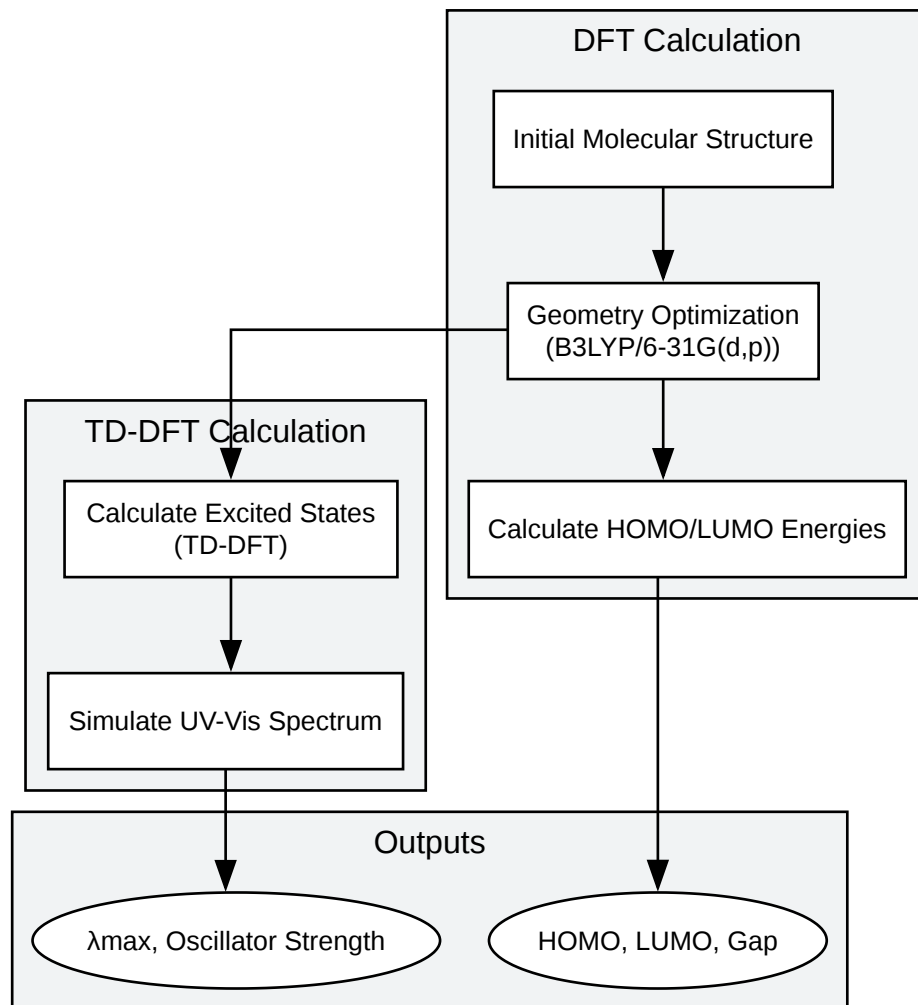 DFT Calculation
Initial Molecular Structure
Geometry Optimization
(B3LYP/6-31G(d,p))
Calculate HOMO/LUMO Energies
TD-DFT Calculation
Calculate Excited States
(TD-DFT)
Simulate UV-Vis Spectrum
Outputs
λmax, Oscillator Strength
HOMO, LUMO, Gap